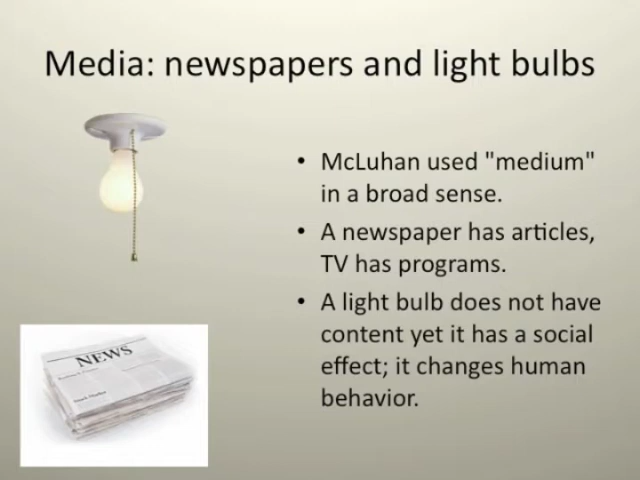 Media: newspapers and light bulbs
• McLuhan used "medium"
in a broad sense.
• A newspaper has articles,
TV has programs.
• A light bulb does not have
content yet it has a social
effect; it changes human
behavior.
NEWS